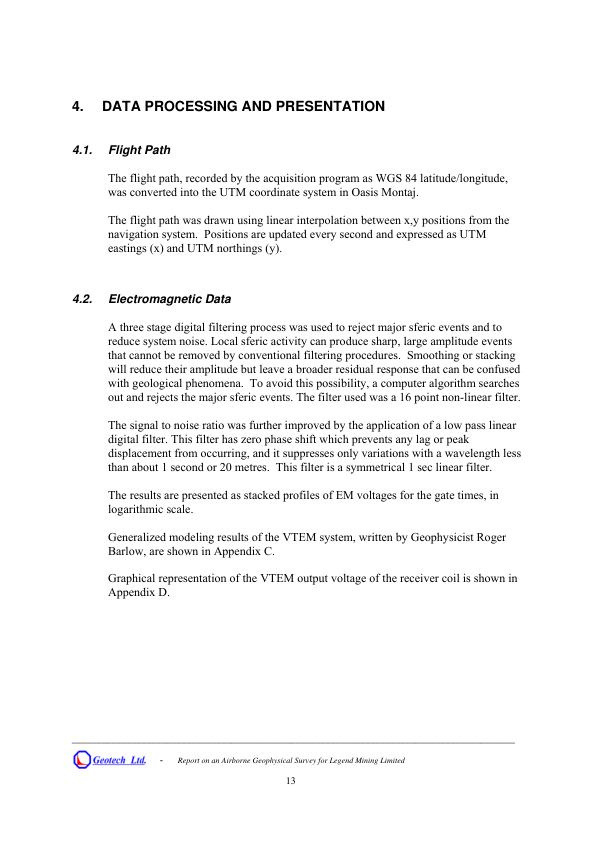 4. DATA PROCESSING AND PRESENTATION
4.1. Flight Path
The flight path, recorded by the acquisition program as WGS 84 latitude/longitude,
was converted into the UTM coordinate system in Oasis Montaj.
The flight path was drawn using linear interpolation between x,y positions from the
navigation system.  Positions are updated every second and expressed as UTM
eastings (x) and UTM northings (y).
4.2. Electromagnetic Data
A three stage digital filtering process was used to reject major sferic events and to
reduce system noise. Local sferic activity can produce sharp, large amplitude events
that cannot be removed by conventional filtering procedures.  Smoothing or stacking
will reduce their amplitude but leave a broader residual response that can be confused
with geological phenomena.  To avoid this possibility, a computer algorithm searches
out and rejects the major sferic events. The filter used was a 16 point non-linear filter.
The signal to noise ratio was further improved by the application of a low pass linear
digital filter. This filter has zero phase shift which prevents any lag or peak
displacement from occurring, and it suppresses only variations with a wavelength less
than about 1 second or 20 metres.  This filter is a symmetrical 1 sec linear filter.
The results are presented as stacked profiles of EM voltages for the gate times, in
logarithmic scale.
Generalized modeling results of the VTEM system, written by Geophysicist Roger
Barlow, are shown in Appendix C.
Graphical representation of the VTEM output voltage of the receiver coil is shown in
Appendix D.
Geotech Ltd. - Report on an Airborne Geophysical Survey for Legend Mining Limited
13